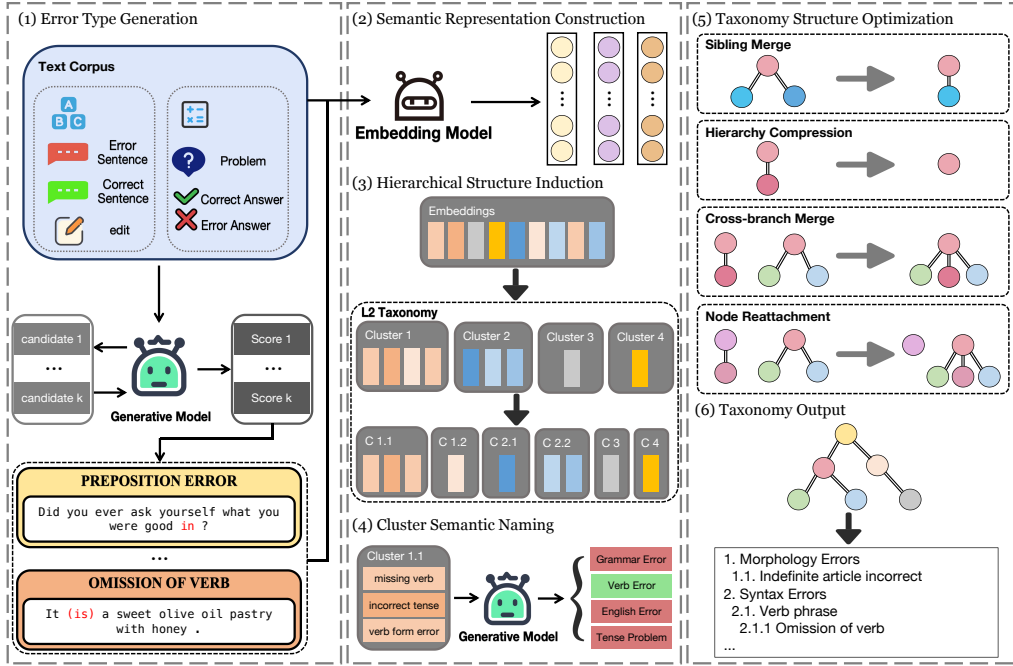 (1) Error Type Generation
Text Corpus
A
B C
Error
Sentence
Correct
Sentence
edit
?
Problem
Correct Answer
Error Answer
candidate 1
...
candidate k
Generative Model
Score 1
...
Score k
PREPOSITION ERROR
Did you ever ask yourself what you
were good in ?
...
OMISSION OF VERB
It (is) a sweet olive oil pastry
with honey .
(2) Semantic Representation Construction
Embedding Model
(3) Hierarchical Structure Induction
Embeddings
L2 Taxonomy
Cluster 1
Cluster 2
Cluster 3
Cluster 4
C 1.1
C 1.2
C 2.1
C 2.2
C 3
C 4
(4) Cluster Semantic Naming
Cluster 1.1
missing verb
incorrect tense
verb form error
Generative Model
Grammar Error
Verb Error
English Error
Tense Problem
(5) Taxonomy Structure Optimization
Sibling Merge
Hierarchy Compression
Cross-branch Merge
Node Reattachment
(6) Taxonomy Output
1. Morphology Errors
1.1. Indefinite article incorrect
2. Syntax Errors
2.1. Verb phrase
2.1.1 Omission of verb
...